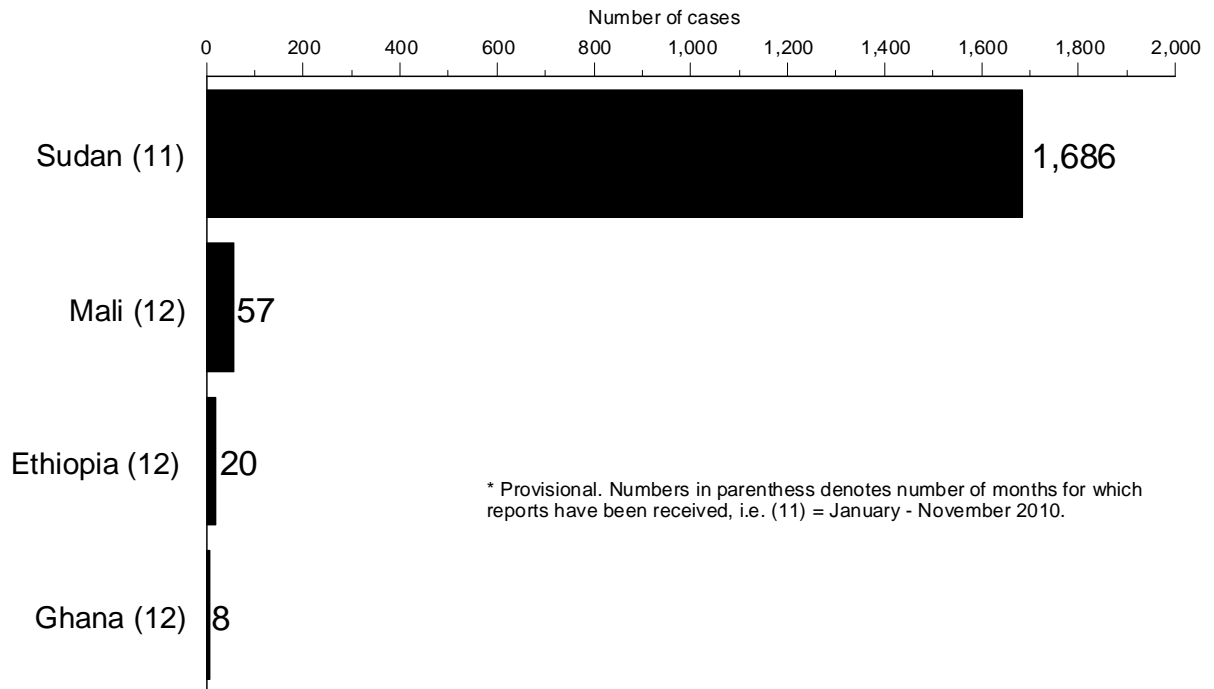 Number of cases
0 200 400 600 800 1,000 1,200 1,400 1,600 1,800 2,000
Sudan (11) 1,686
Mali (12) 57
Ethiopia (12) 20
* Provisional. Numbers in parenthess denotes number of months for which
reports have been received, i.e. (11) = January - November 2010.
Ghana (12) 8